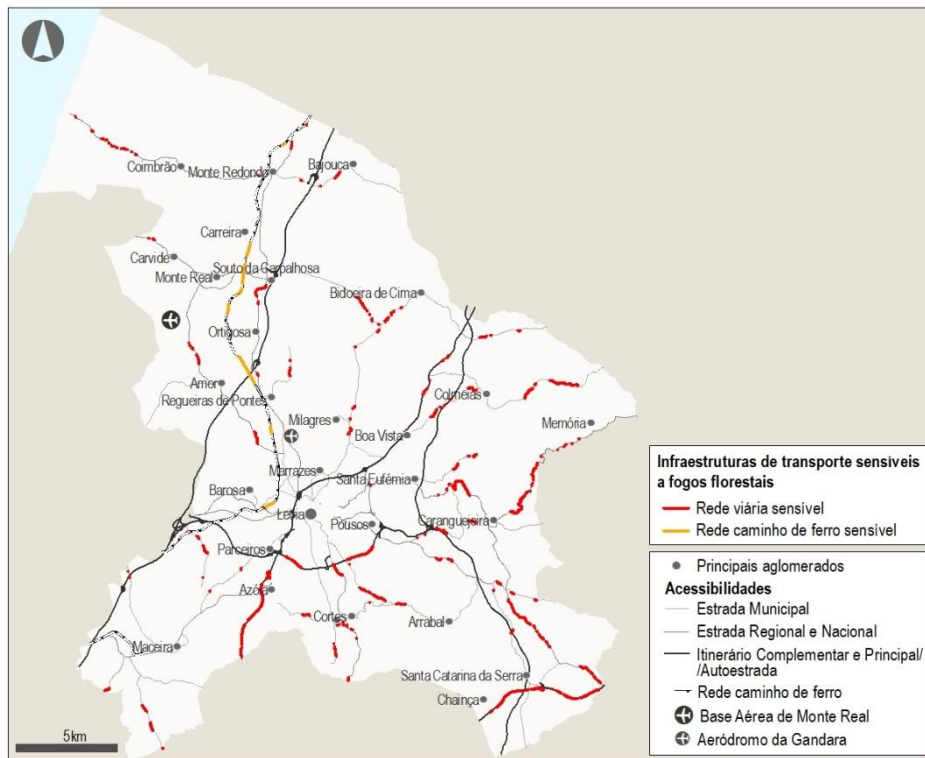 Coimbrão
Monte Redondo
Bajouca
Carreira
Carvide
Souto da Carpalhosa
Monte Real
Bidoeira de Cima
Ortigosa
Amor
Regueiras de Pontes
Colmeias
Milagres
Memória
Boa Vista
Marrazes
Santa Eufémia
Barosa
Leiria
Pousos
Caranguejeira
Parceiros
Azóia
Cortes
Arrabal
Maceira
Santa Catarina da Serra
Chainça
5km
Infraestruturas de transporte sensíveis
a fogos florestais
Rede viária sensível
Rede caminho de ferro sensível
Principais aglomerados
Acessibilidades
Estrada Municipal
Estrada Regional e Nacional
Itinerário Complementar e Principal/
/Autoestrada
Rede caminho de ferro
Base Aérea de Monte Real
Aeródromo da Gandara